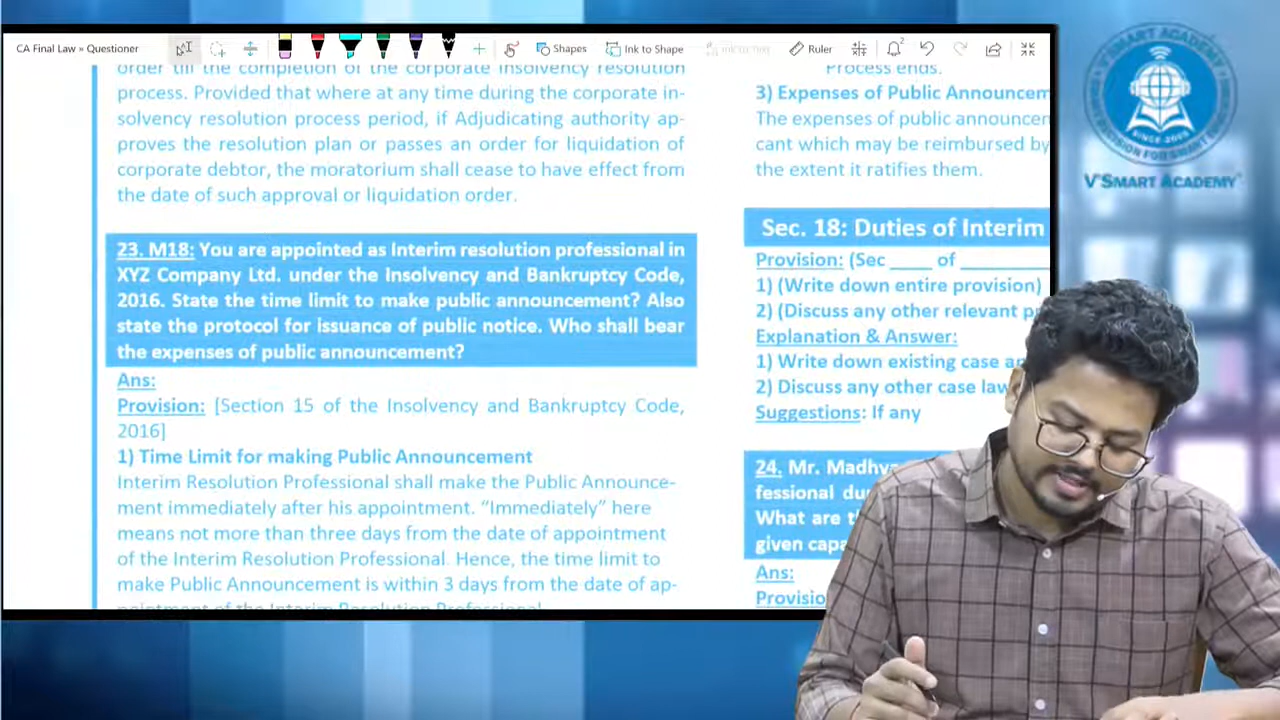 CA Final Law » Questioner
Shapes
Ink to Shape
Ruler
order till the completion of the corporate insolvency resolution
process. Provided that where at any time during the corporate in-
solvency resolution process period, if Adjudicating authority ap-
proves the resolution plan or passes an order for liquidation of
corporate debtor, the moratorium shall cease to have effect from
the date of such approval or liquidation order.
23. M18: You are appointed as Interim resolution professional in
XYZ Company Ltd. under the Insolvency and Bankruptcy Code,
2016. State the time limit to make public announcement? Also
state the protocol for issuance of public notice. Who shall bear
the expenses of public announcement?
Ans:
Provision: [Section 15 of the Insolvency and Bankruptcy Code,
2016]
1) Time Limit for making Public Announcement
Interim Resolution Professional shall make the Public Announce-
ment immediately after his appointment. “Immediately” here
means not more than three days from the date of appointment
of the Interim Resolution Professional. Hence, the time limit to
make Public Announcement is within 3 days from the date of ap-
pointment of the Interim Resolution Professional.
Process ends.
3) Expenses of Public Announcem
The expenses of public announcem
cant which may be reimbursed by
the extent it ratifies them.
Sec. 18: Duties of Interim
Provision: (Sec ____ of ________
1) (Write down entire provision)
2) (Discuss any other relevant p
Explanation & Answer:
1) Write down existing case a
2) Discuss any other case law
Suggestions: If any
24. Mr. Madhv
fessional du
What are t
given capa
Ans:
Provisio
V'SMART ACADEMY
SINCE 2005
V'SMART ACADEMY